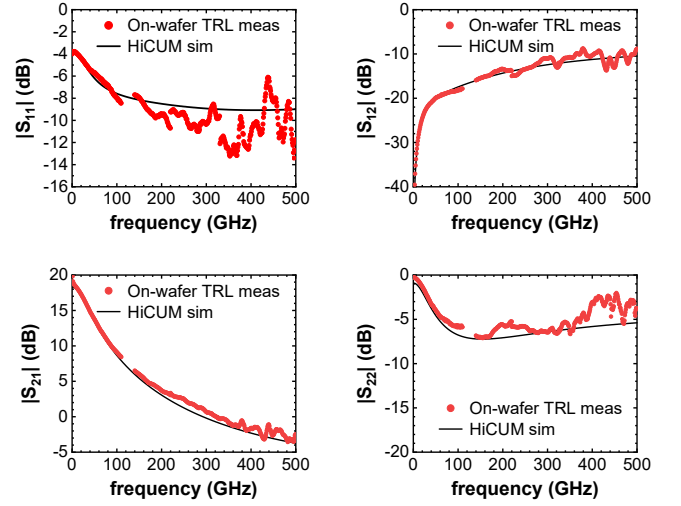 0
-2
-4
-6
-8
-10
-12
-14
-16
|S11| (dB)
On-wafer TRL meas
HiCUM sim
0 100 200 300 400 500
frequency (GHz)
0
-10
-20
-30
-40
|S12| (dB)
On-wafer TRL meas
HiCUM sim
0 100 200 300 400 500
frequency (GHz)
20
15
10
5
0
-5
|S21| (dB)
On-wafer TRL meas
HiCUM sim
0 100 200 300 400 500
frequency (GHz)
0
-5
-10
-15
-20
|S22| (dB)
On-wafer TRL meas
HiCUM sim
0 100 200 300 400 500
frequency (GHz)